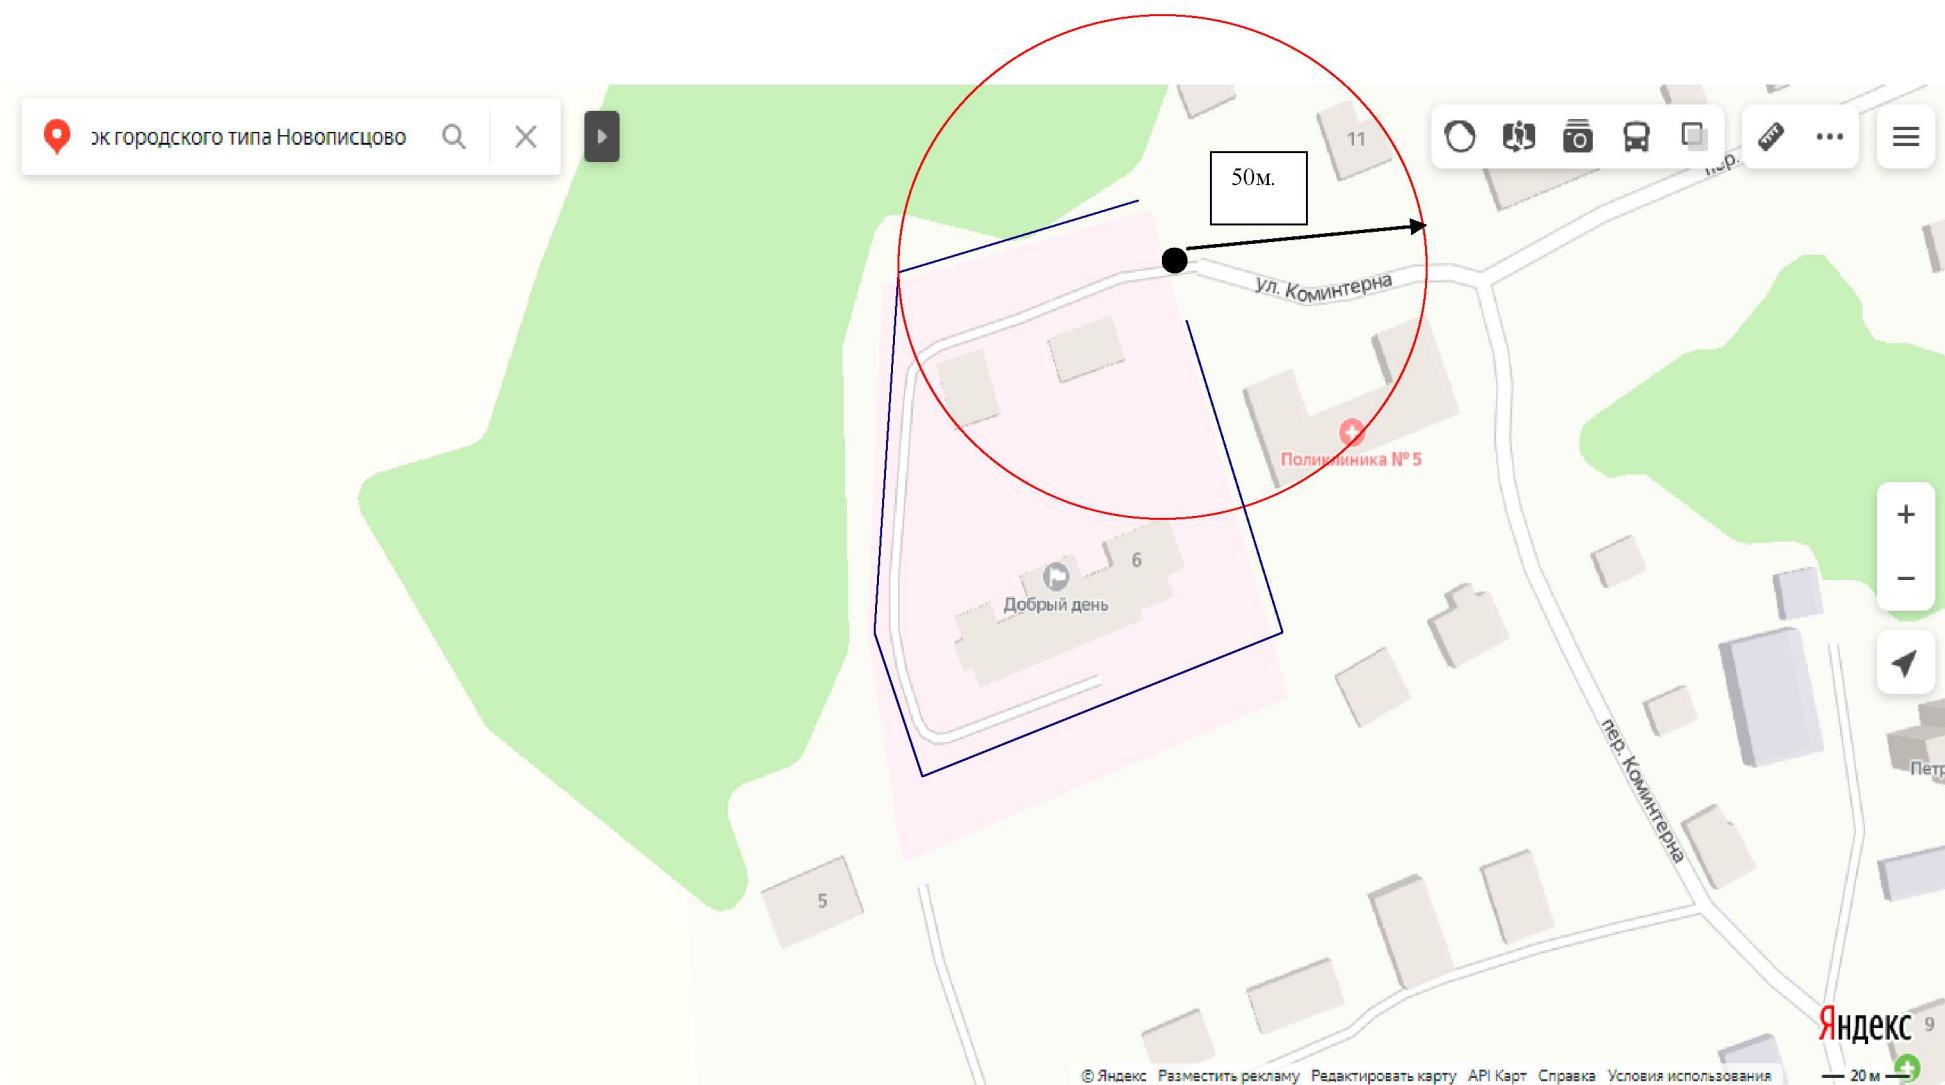 эк городского типа Новописцово
11
50м.
пер.
ул. Коминтерна
Поликлиника № 5
6
Добрый день
пер. Коминтерна
Петр
5
Яндекс
9
© Яндекс Разместить рекламу Редактировать карту API Карт Справка Условия использования
20 м